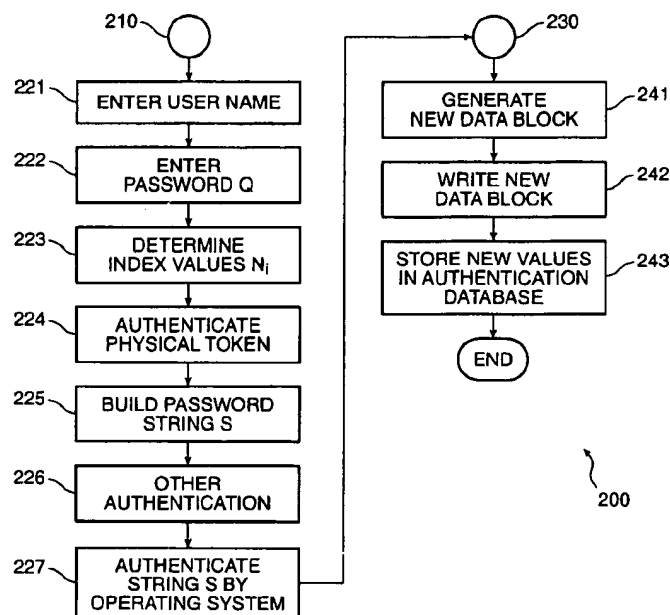 210
221
ENTER USER NAME
222
ENTER
PASSWORD Q
223
DETERMINE
INDEX VALUES Ni
224
AUTHENTICATE
PHYSICAL TOKEN
225
BUILD PASSWORD
STRING S
226
OTHER
AUTHENTICATION
227
AUTHENTICATE
STRING S BY
OPERATING SYSTEM
230
GENERATE
NEW DATA BLOCK
241
WRITE NEW
DATA BLOCK
242
STORE NEW VALUES
IN AUTHENTICATION
DATABASE
243
END
200